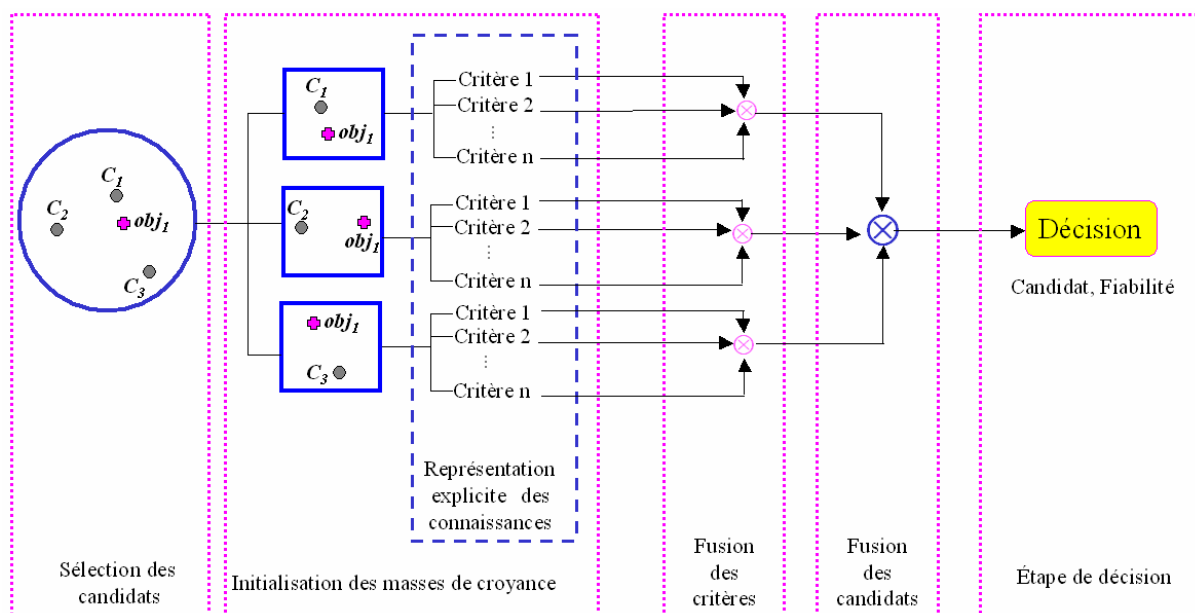 C1
C2
obj1
C3
C1
obj1
C2
obj1
obj1
C3
Critère 1
Critère 2
⋮
Critère n
Critère 1
Critère 2
⋮
Critère n
Critère 1
Critère 2
⋮
Critère n
Représentation
explicite des
connaissances
Décision
Candidat, Fiabilité
Sélection des
candidats
Initialisation des masses de croyance
Fusion
des
critères
Fusion
des
candidats
Étape de décision